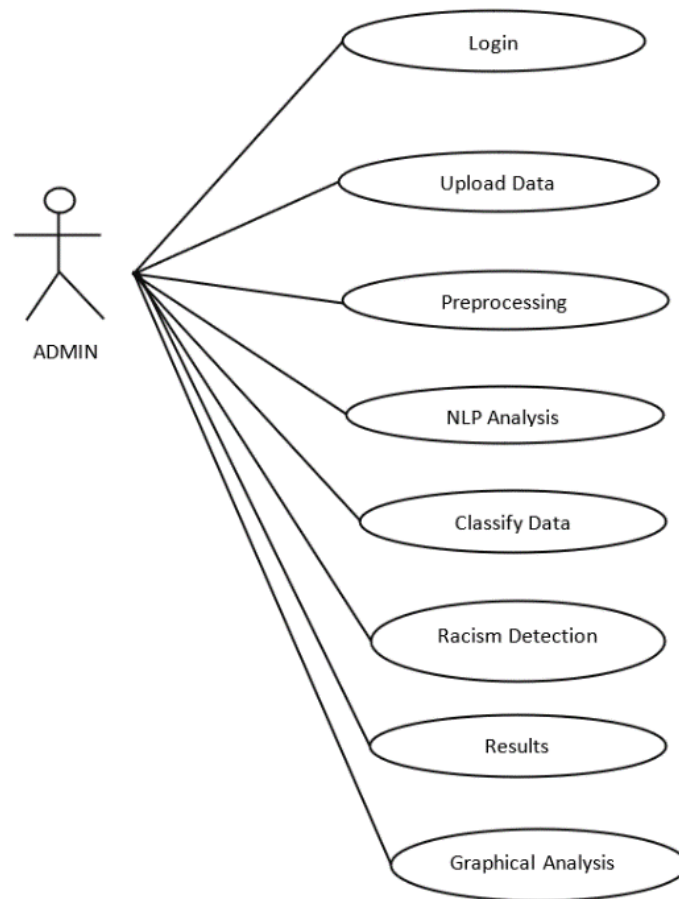 Login
Upload Data
Preprocessing
ADMIN
NLP Analysis
Classify Data
Racism Detection
Results
Graphical Analysis